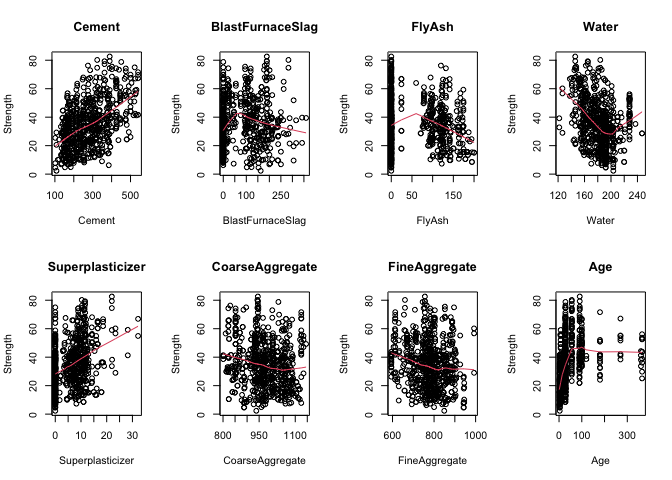 Cement
BlastFurnaceSlag
FlyAsh
Water
Strength
0 20 40 60 80
100 300 500
Cement
Strength
0 20 40 60 80
0 100 250
BlastFurnaceSlag
Strength
0 20 40 60 80
0 50 150
FlyAsh
Strength
0 20 40 60 80
120 160 200 240
Water
Superplasticizer
CoarseAggregate
FineAggregate
Age
Strength
0 20 40 60 80
0 10 20 30
Superplasticizer
Strength
0 20 40 60 80
800 950 1100
CoarseAggregate
Strength
0 20 40 60 80
600 800 1000
FineAggregate
Strength
0 20 40 60 80
0 100 300
Age